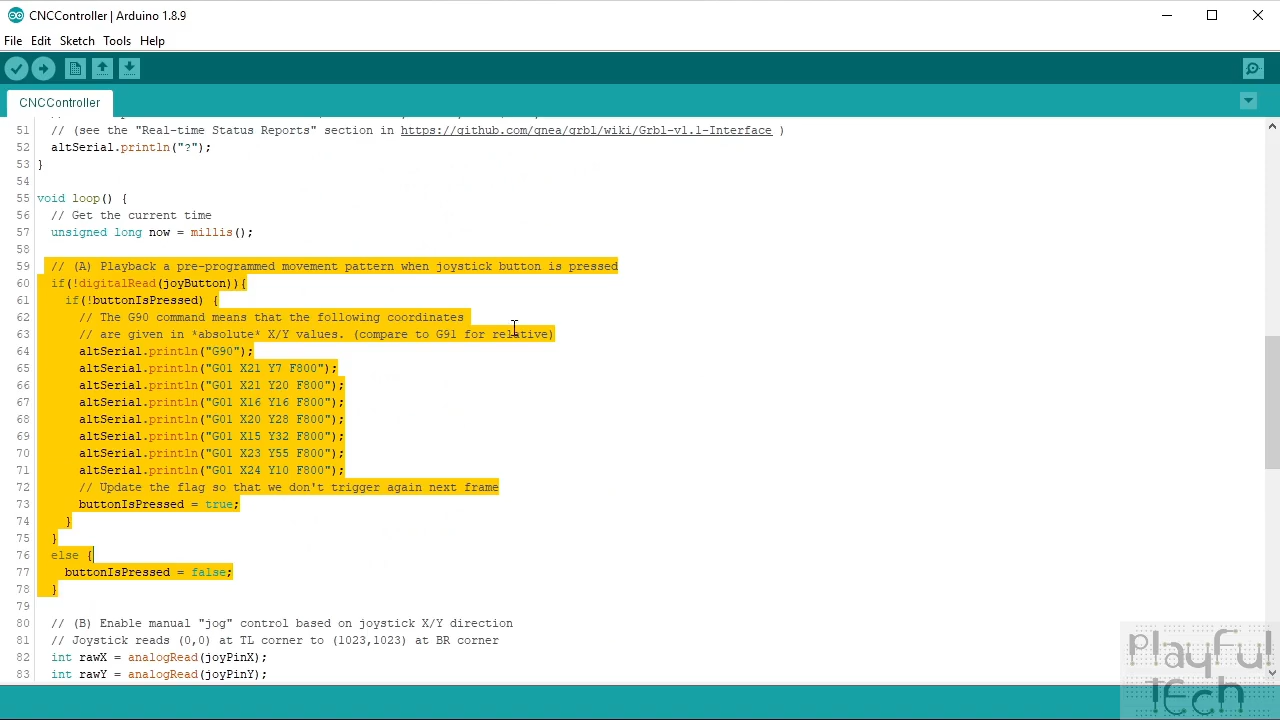 CNCController | Arduino 1.8.9
File Edit Sketch Tools Help
CNCController
51 // (see the "Real-time Status Reports" section in https://github.com/gnea/grbl/wiki/Grbl-v1.1-Interface )
52 altSerial.println("?");
53 }
54
55 void loop() {
56 // Get the current time
57 unsigned long now = millis();
58
59 // (A) Playback a pre-programmed movement pattern when joystick button is pressed
60 if(!digitalRead(joyButton)){
61 if(!buttonIsPressed) {
62 // The G90 command means that the following coordinates
63 // are given in *absolute* X/Y values. (compare to G91 for relative)
64 altSerial.println("G90");
65 altSerial.println("G01 X21 Y7 F800");
66 altSerial.println("G01 X21 Y20 F800");
67 altSerial.println("G01 X16 Y16 F800");
68 altSerial.println("G01 X20 Y28 F800");
69 altSerial.println("G01 X15 Y32 F800");
70 altSerial.println("G01 X23 Y55 F800");
71 altSerial.println("G01 X24 Y10 F800");
72 // Update the flag so that we don't trigger again next frame
73 buttonIsPressed = true;
74 }
75 }
76 else {
77 buttonIsPressed = false;
78 }
79
80 // (B) Enable manual "jog" control based on joystick X/Y direction
81 // Joystick reads (0,0) at TL corner to (1023,1023) at BR corner
82 int rawX = analogRead(joyPinX);
83 int rawY = analogRead(joyPinY);
playful
tEch